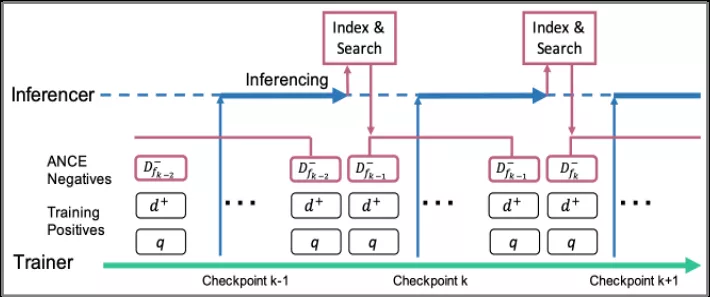 Index &
Search
Index &
Search
Inferencing
Inferencer
ANCE
Negatives
D⁻_{f_{k-2}} D⁻_{f_{k-2}} D⁻_{f_{k-1}} D⁻_{f_{k-1}} D⁻_{f_k}
Training
Positives
d⁺ ... d⁺ d⁺ ... d⁺ d⁺ ...
q q q q q
Trainer
Checkpoint k-1 Checkpoint k Checkpoint k+1